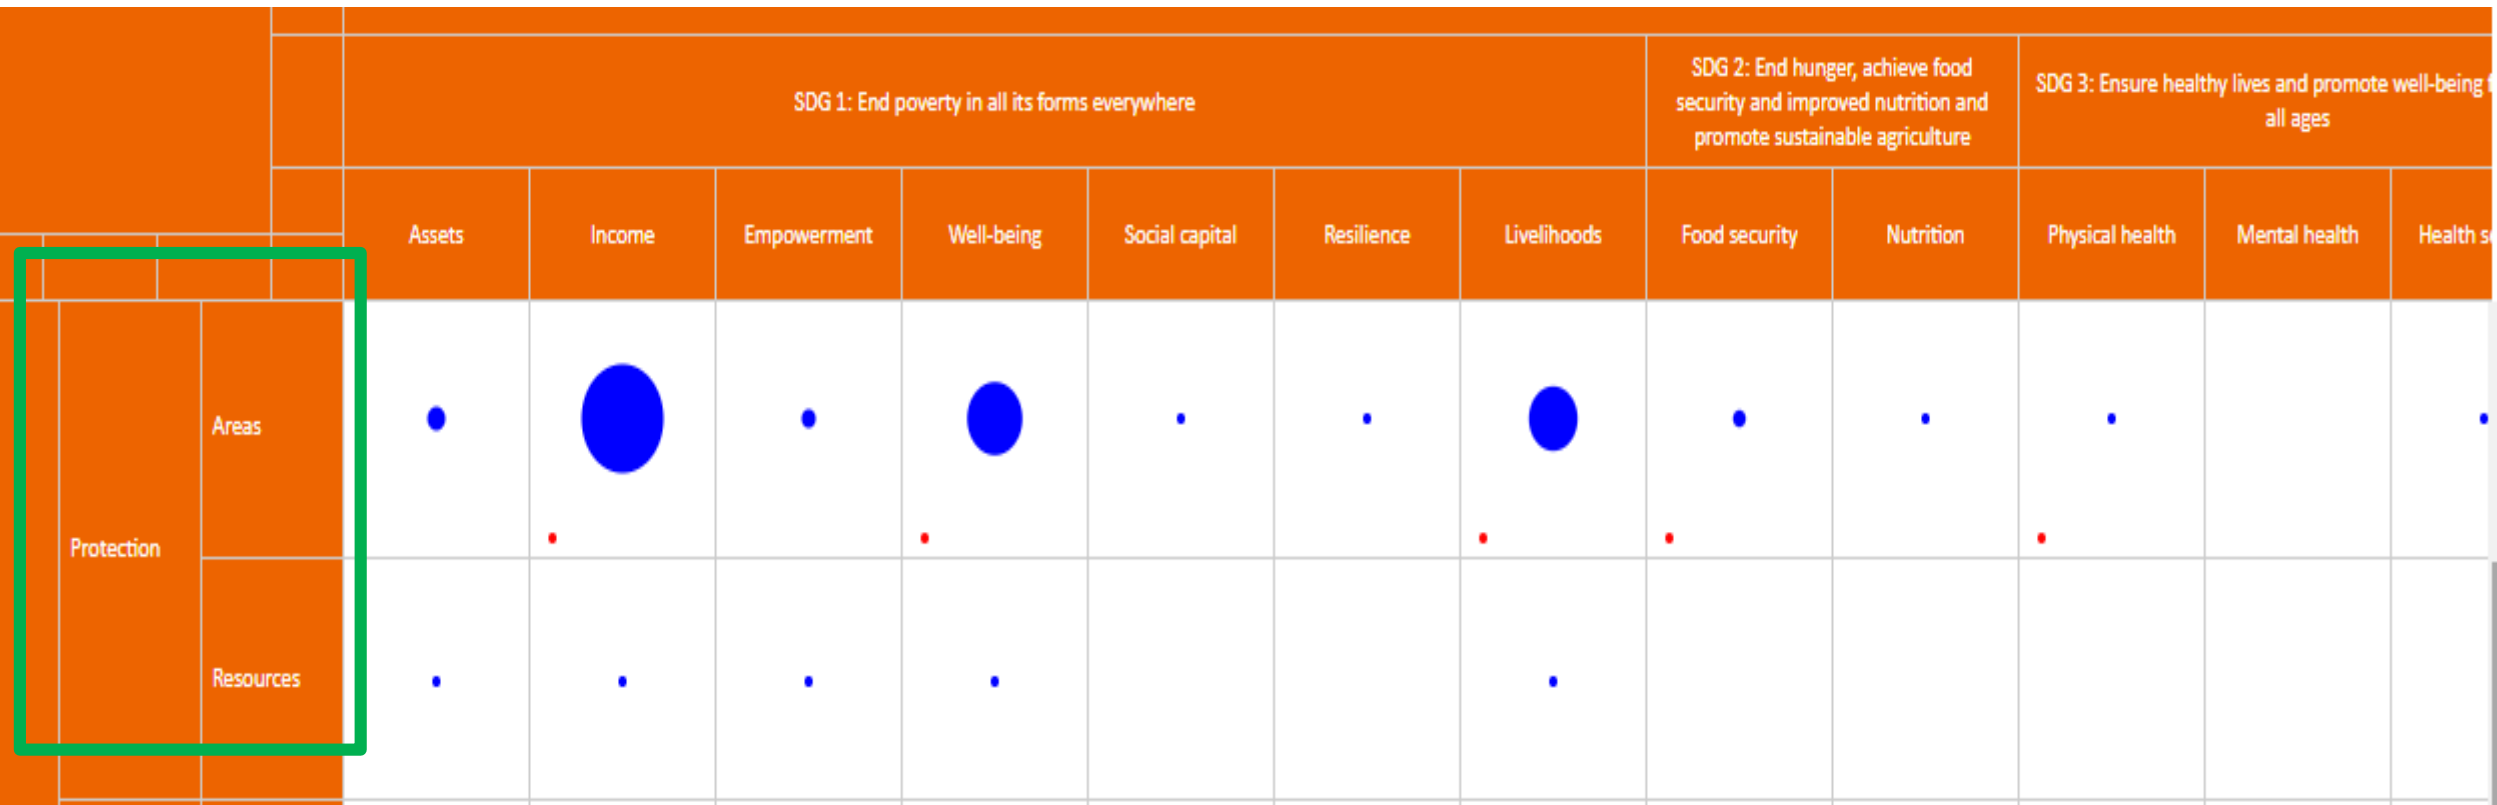 SDG 1: End poverty in all its forms everywhere
SDG 2: End hunger, achieve food
security and improved nutrition and
promote sustainable agriculture
SDG 3: Ensure healthy lives and promote well-being
all ages
Assets
Income
Empowerment
Well-being
Social capital
Resilience
Livelihoods
Food security
Nutrition
Physical health
Mental health
Health
Protection
Areas
Resources